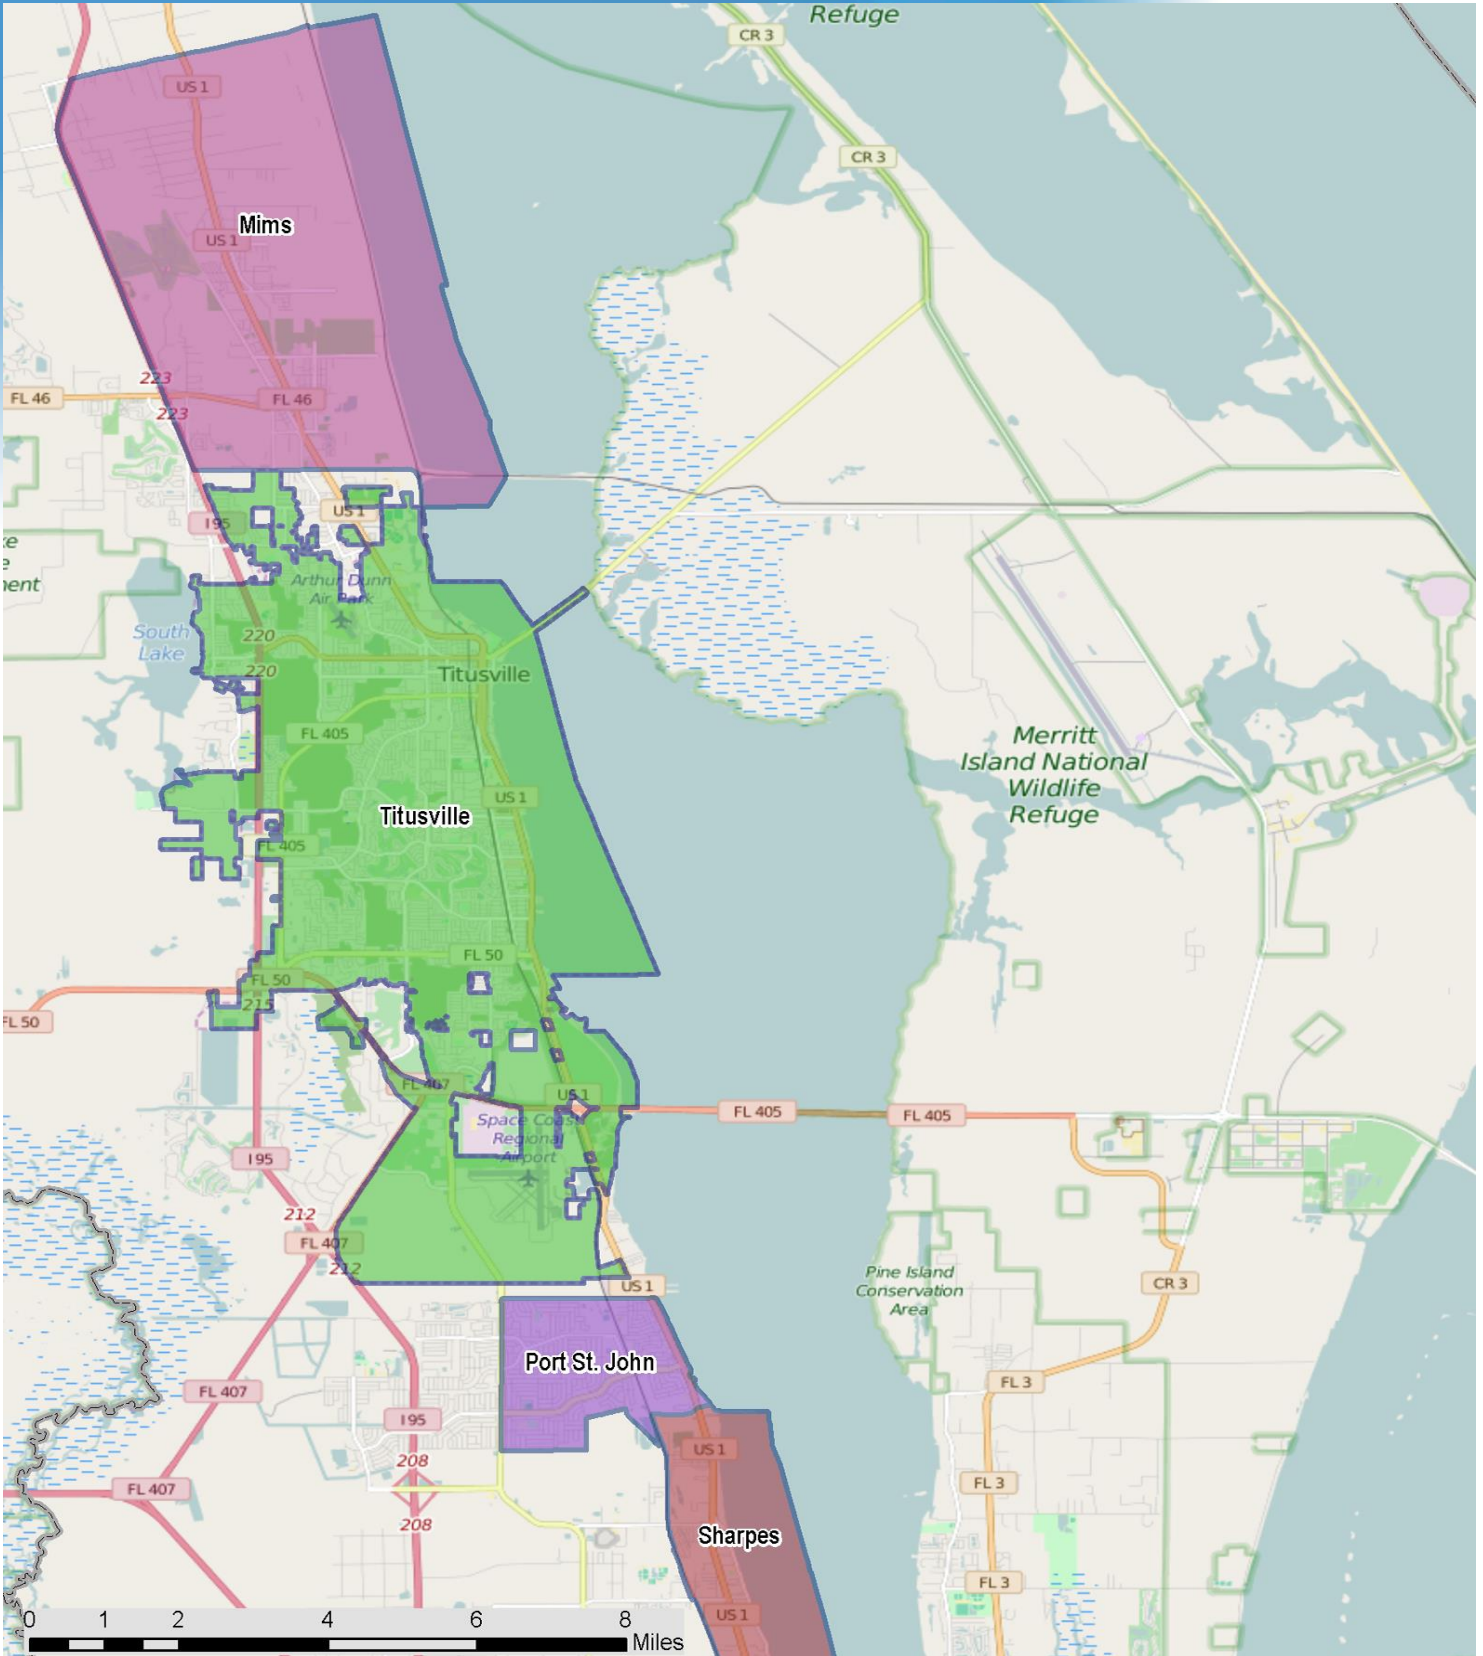 Refuge
CR 3
US 1
CR 3
Mims
US 1
223
FL 46
FL 46
223
US 1
I 95
ke
e
ent
Arthur Dunn
Air Park
South
Lake
220
220
Titusville
FL 405
Merritt
Island National
Wildlife
Refuge
US 1
Titusville
FL 405
FL 50
FL 50
215
FL 50
FL 407
US 1
FL 405
FL 405
Space Coast
Regional
Airport
I 95
212
FL 407
212
US 1
Pine Island
Conservation
Area
CR 3
Port St. John
FL 3
FL 407
I 95
US 1
208
FL 3
FL 407
208
Sharpes
FL 3
US 1
0 1 2 4 6 8
Miles